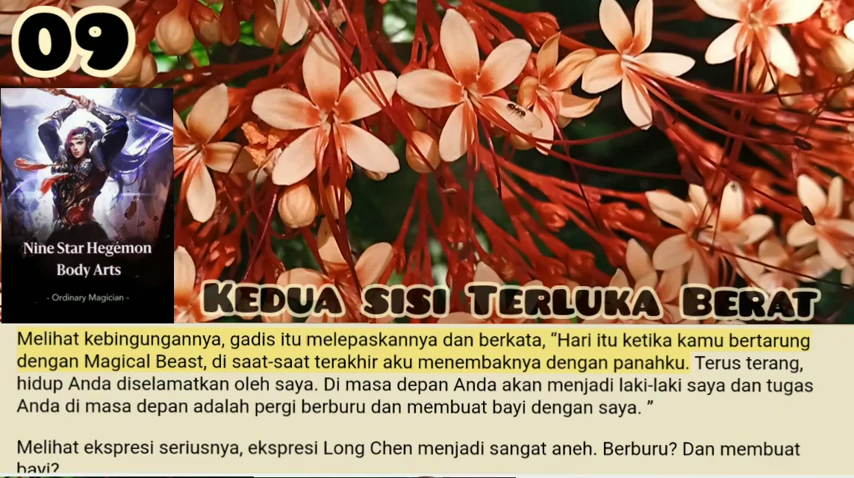 09
Nine Star Hegemon
Body Arts
- Ordinary Magician -
Kedua sisi Terluka Berat
Melihat kebingungannya, gadis itu melepaskannya dan berkata, “Hari itu ketika kamu bertarung
dengan Magical Beast, di saat-saat terakhir aku menembaknya dengan panahku. Terus terang,
hidup Anda diselamatkan oleh saya. Di masa depan Anda akan menjadi laki-laki saya dan tugas
Anda di masa depan adalah pergi berburu dan membuat bayi dengan saya. ”
Melihat ekspresi seriusnya, ekspresi Long Chen menjadi sangat aneh. Berburu? Dan membuat
bayi?